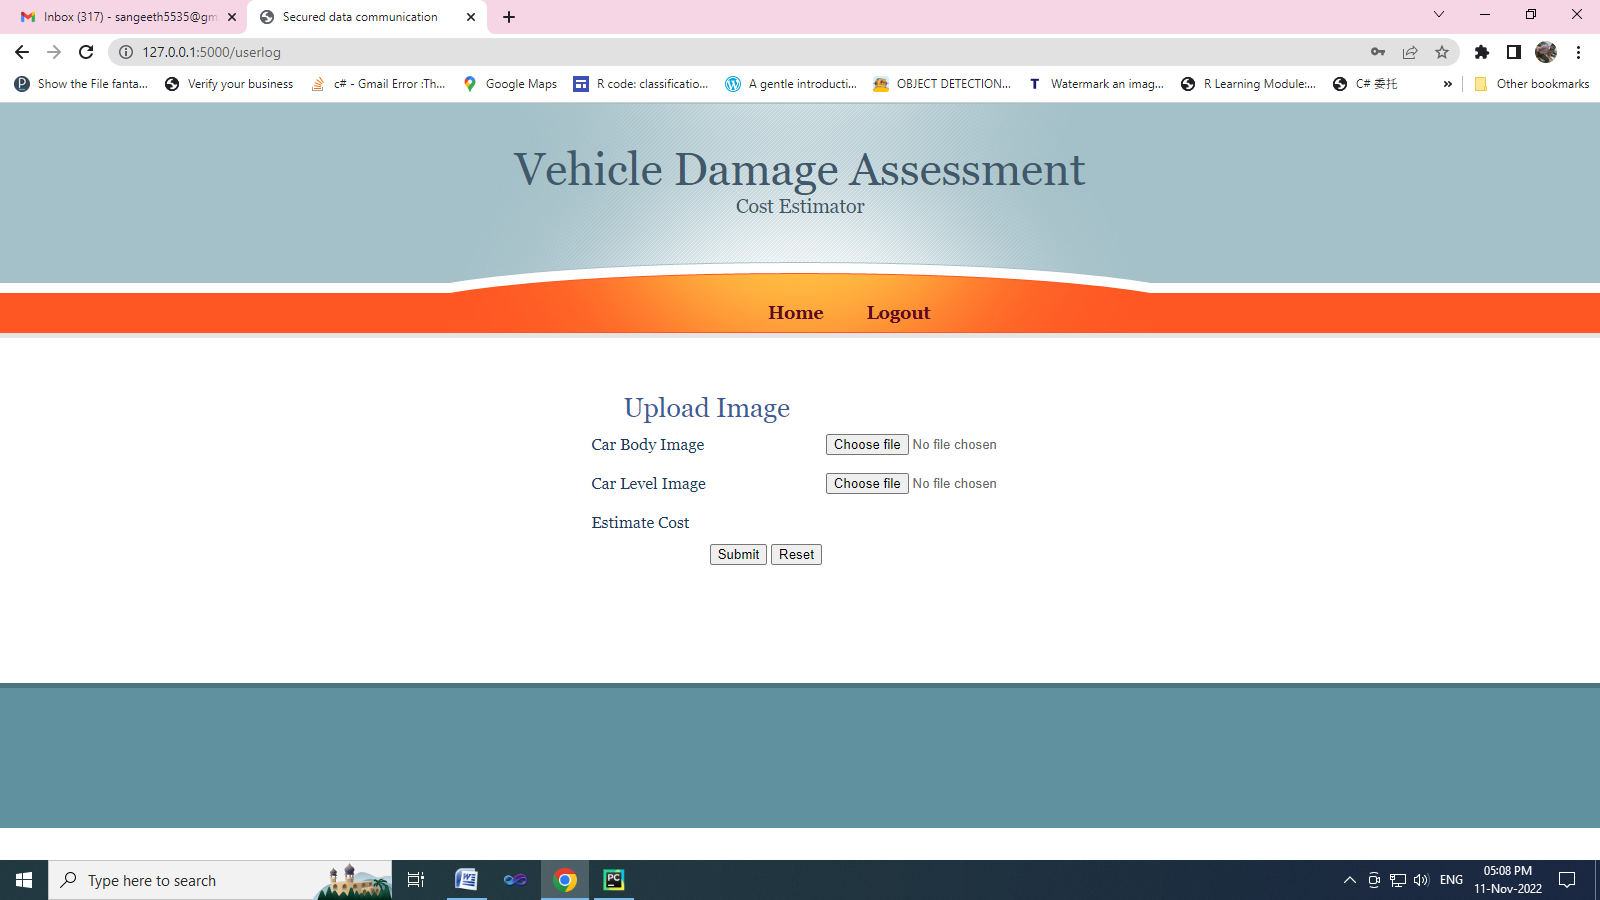 Inbox (317) - sangeeth5535@gm
Secured data communication
127.0.0.1:5000/userlog
Show the File fanta... Verify your business c# - Gmail Error :Th... Google Maps R code: classificatio... A gentle introducti... OBJECT DETECTION... T Watermark an imag... R Learning Module:... C# 委托 » Other bookmarks
Vehicle Damage Assessment
Cost Estimator
Home Logout
Upload Image
Car Body Image Choose file No file chosen
Car Level Image Choose file No file chosen
Estimate Cost
Submit Reset
Type here to search
ENG
05:08 PM
11-Nov-2022